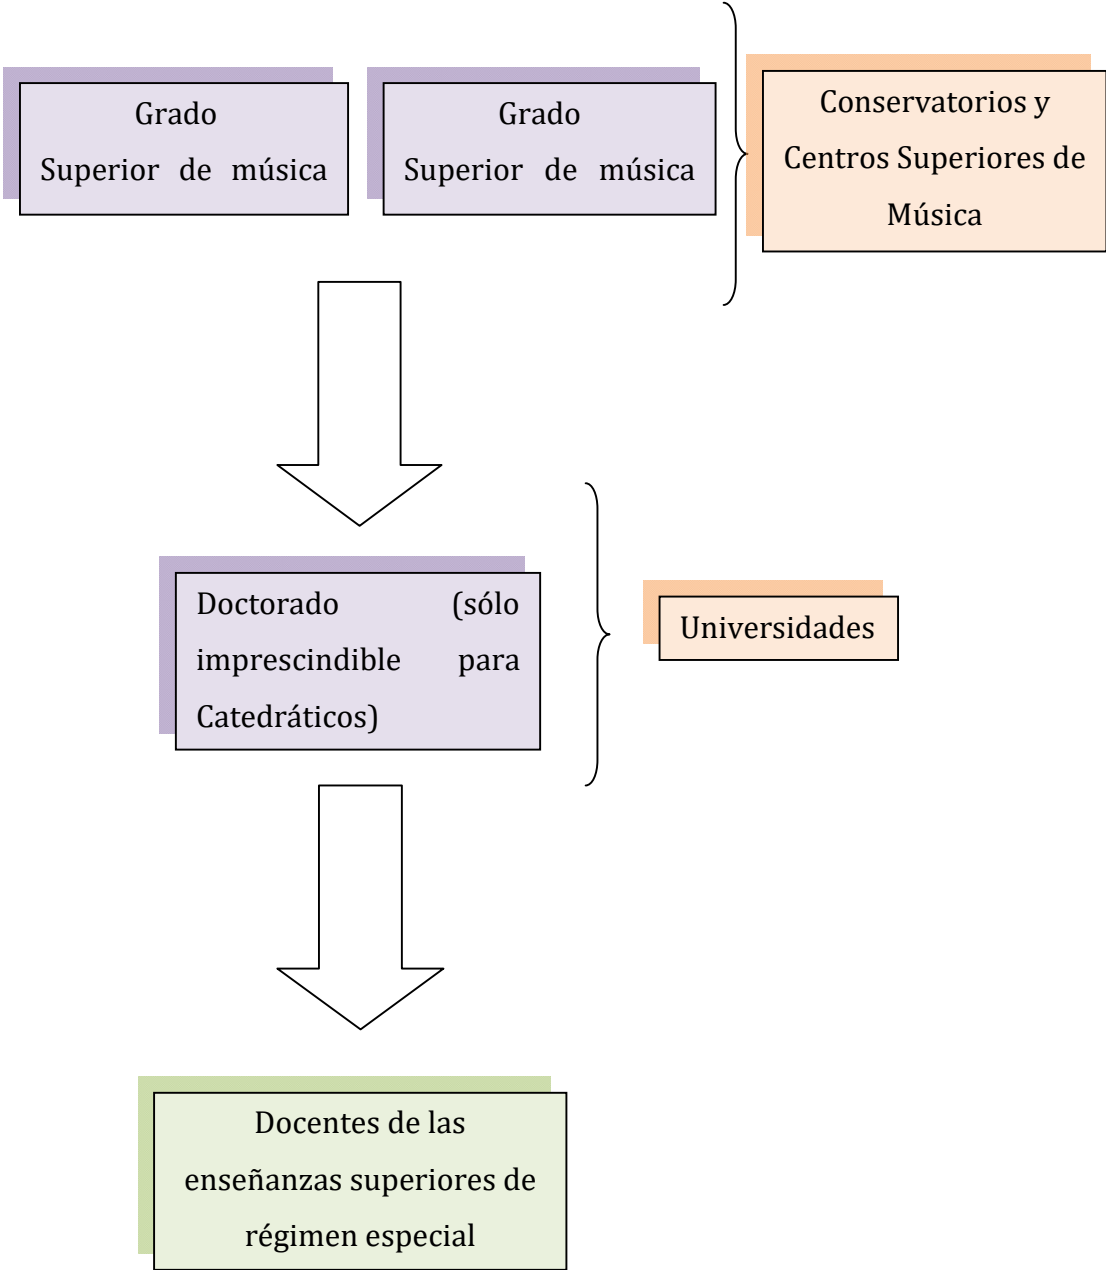 Grado
Superior de música
Grado
Superior de música
Conservatorios y
Centros Superiores de
Música
Doctorado (sólo
imprescindible para
Catedráticos)
Universidades
Docentes de las
enseñanzas superiores de
régimen especial